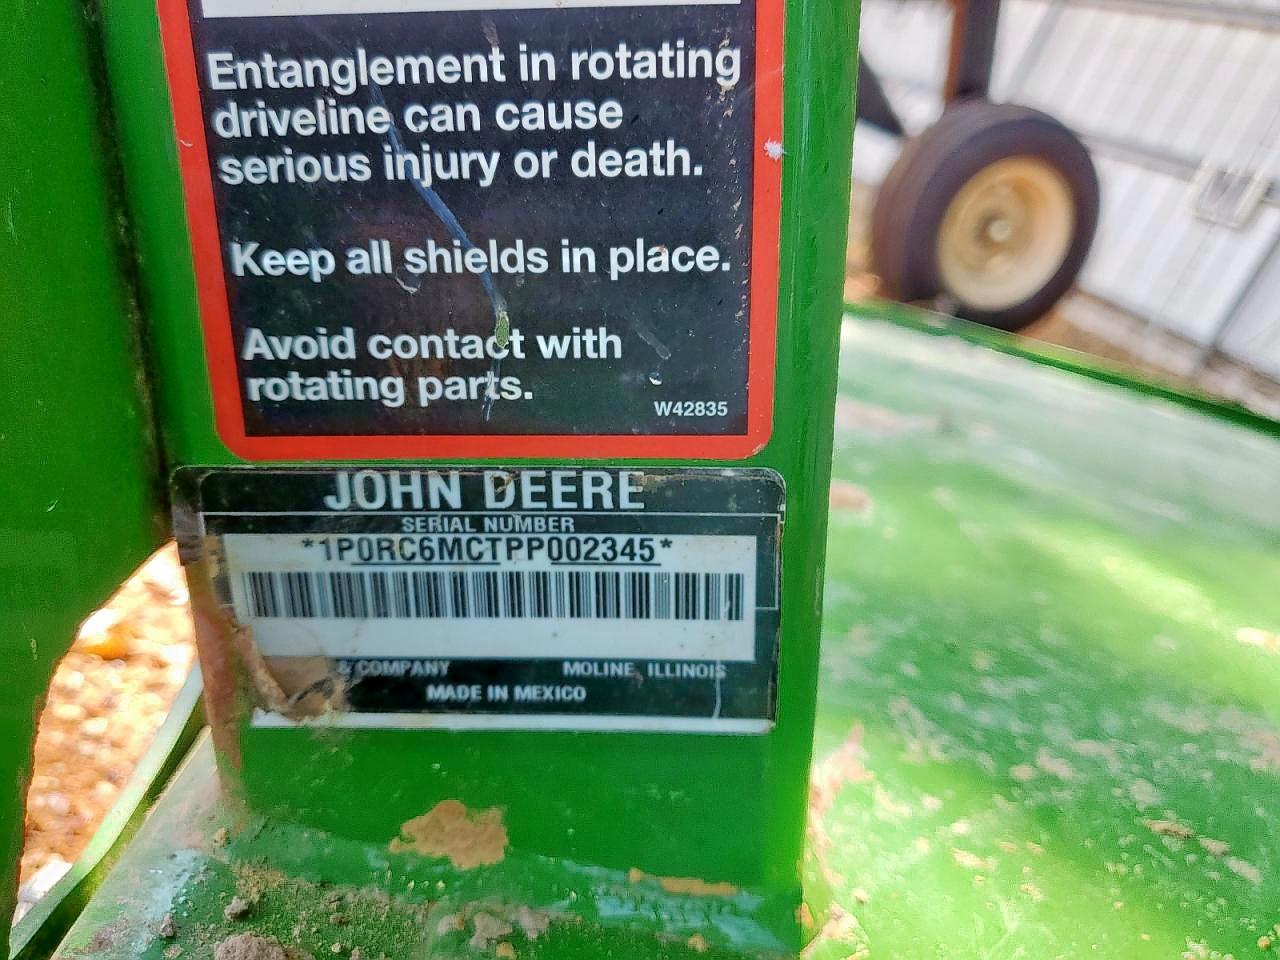 Entanglement in rotating
driveline can cause
serious injury or death.
Keep all shields in place.
Avoid contact with
rotating parts.
W42835
JOHN DEERE
SERIAL NUMBER
*1P0RC6MCTPP002345*
& COMPANY MOLINE, ILLINOIS
MADE IN MEXICO